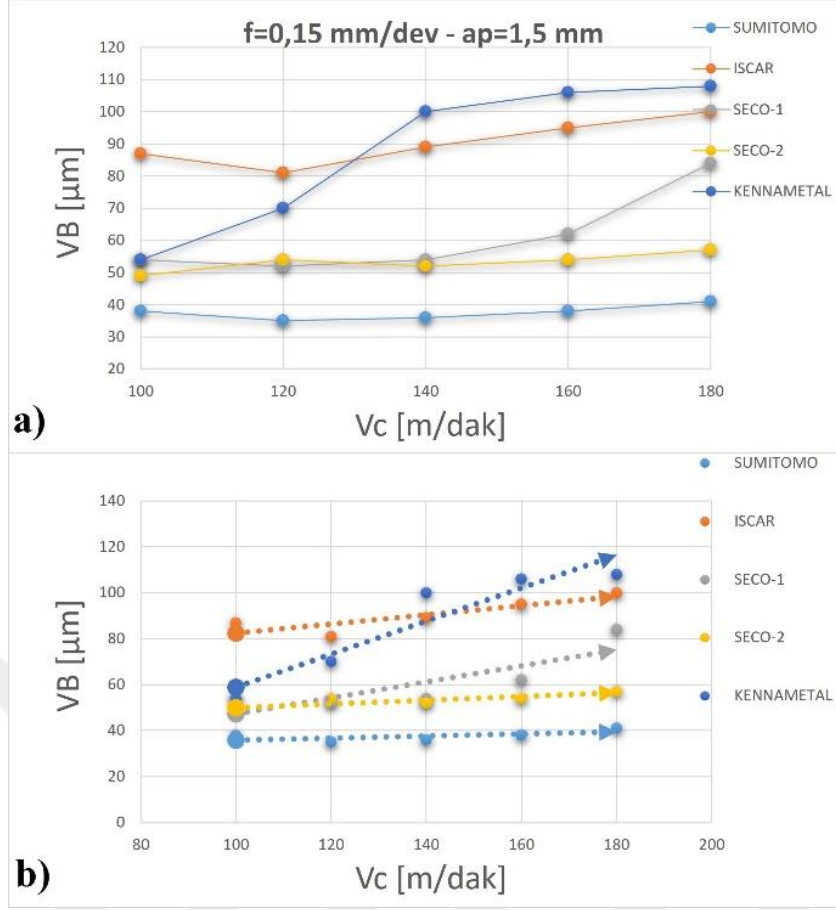 f=0,15 mm/dev - ap=1,5 mm
120
110
100
90
80
70
60
50
40
30
20
VB [µm]
100
120
140
160
180
Vc [m/dak]
SUMITOMO
ISCAR
SECO-1
SECO-2
KENNAMETAL
a)
140
120
100
80
60
40
20
0
VB [µm]
80
100
120
140
160
180
200
Vc [m/dak]
SUMITOMO
ISCAR
SECO-1
SECO-2
KENNAMETAL
b)